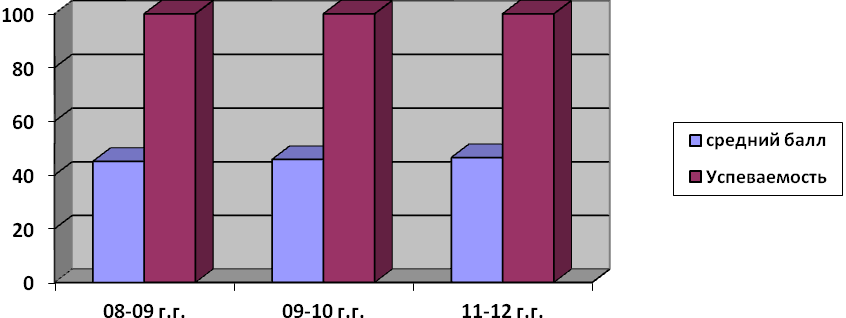 100
80
60
40
20
0
08-09 г.г.
09-10 г.г.
11-12 г.г.
средний балл
Успеваемость